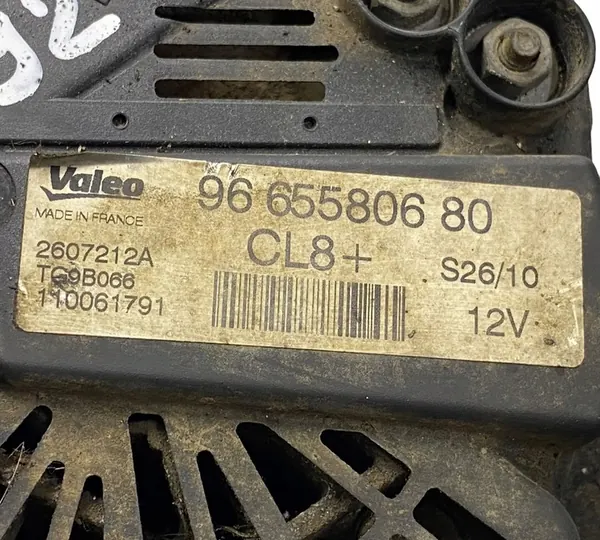 Valeo
MADE IN FRANCE
96 655806 80
CL8+
2607212A
TG9B066
110061791
S26/10
12V